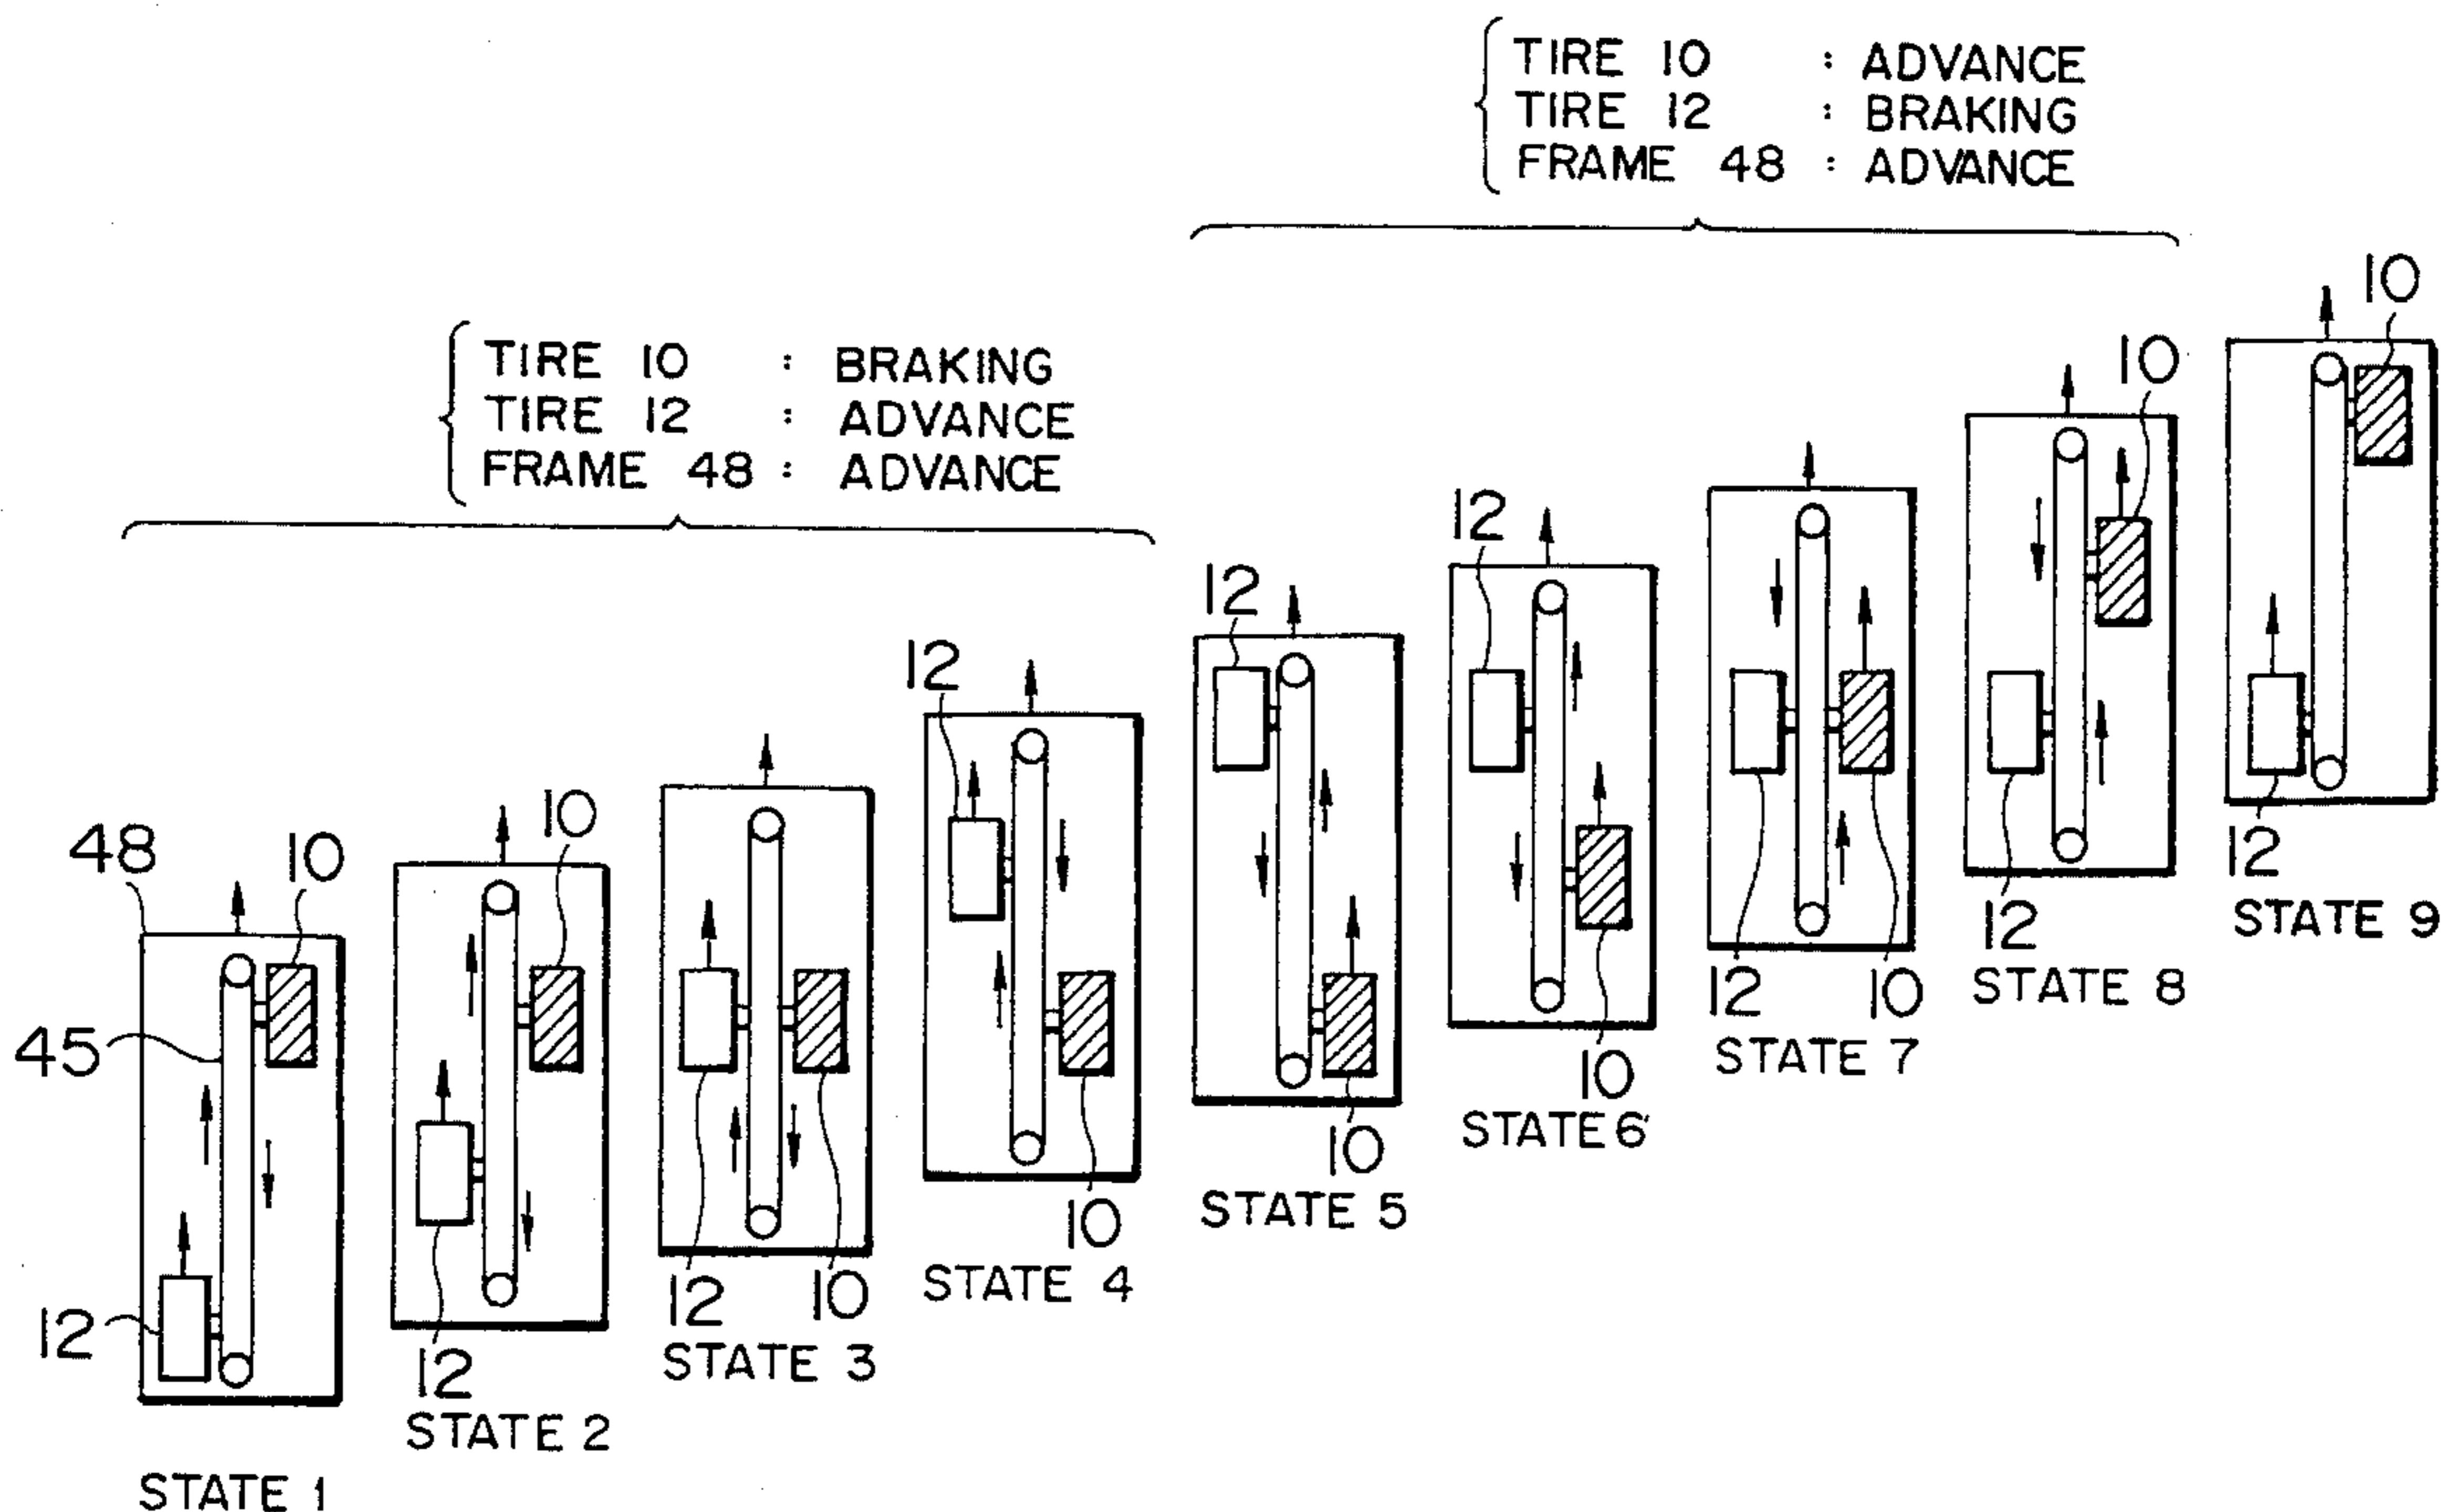 TIRE 10 : ADVANCE
TIRE 12 : BRAKING
FRAME 48 : ADVANCE
TIRE 10 : BRAKING
TIRE 12 : ADVANCE
FRAME 48 : ADVANCE
48
10
45
12
STATE 1
10
12
STATE 2
12
10
STATE 3
12
10
STATE 4
12
10
STATE 5
12
10
STATE 6
12
10
STATE 7
10
12
STATE 8
10
12
STATE 9